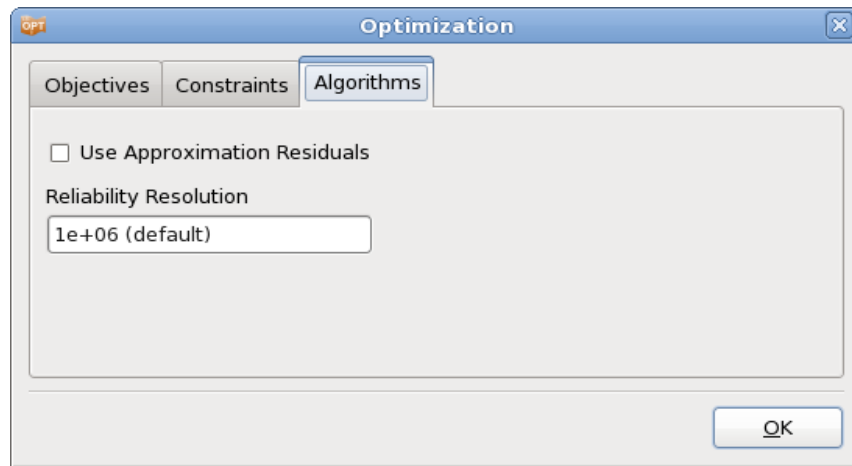 OPT Optimization
Objectives Constraints Algorithms
Use Approximation Residuals
Reliability Resolution
1e+06 (default)
OK